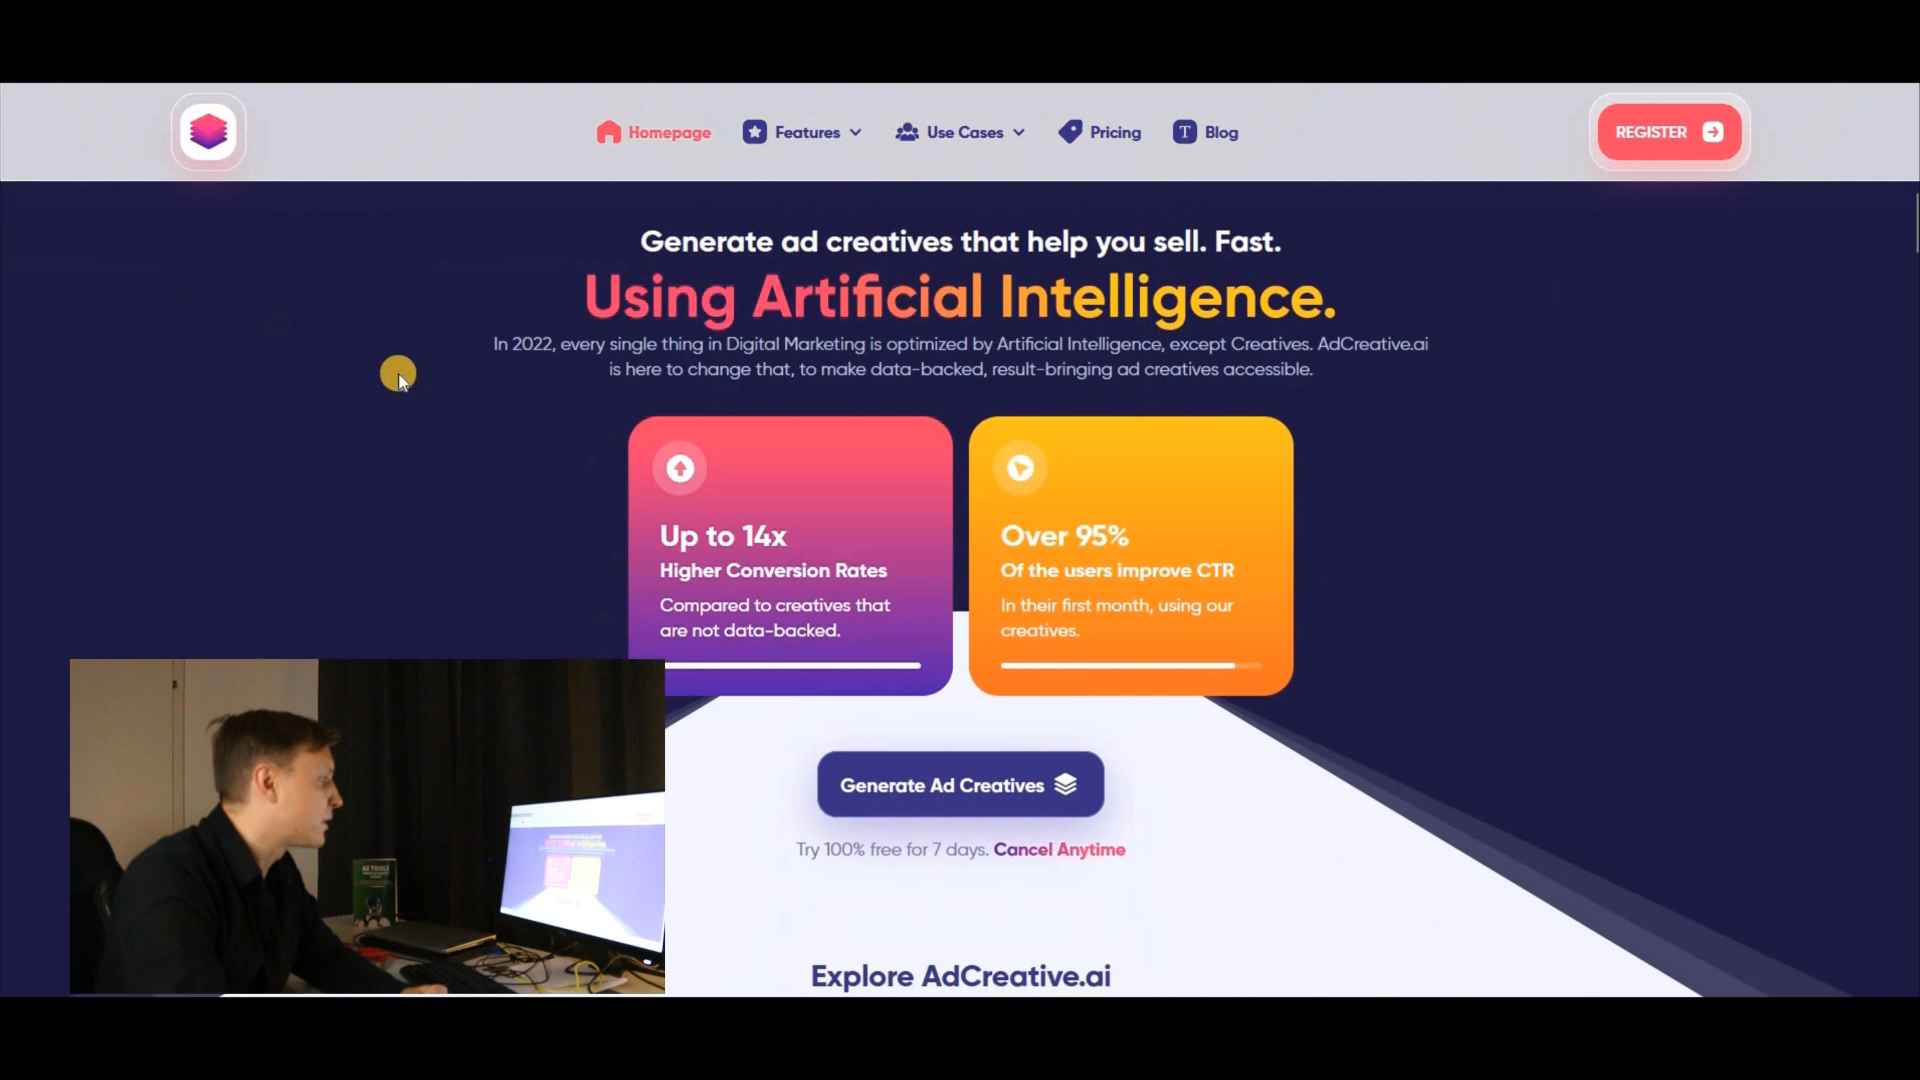 Homepage
Features
Use Cases
Pricing
T Blog
REGISTER
Generate ad creatives that help you sell. Fast.
Using Artificial Intelligence.
In 2022, every single thing in Digital Marketing is optimized by Artificial Intelligence, except Creatives. AdCreative.ai
is here to change that, to make data-backed, result-bringing ad creatives accessible.
Up to 14x
Higher Conversion Rates
Compared to creatives that
are not data-backed.
Over 95%
Of the users improve CTR
In their first month, using our
creatives.
Generate Ad Creatives
Try 100% free for 7 days. Cancel Anytime
Explore AdCreative.ai